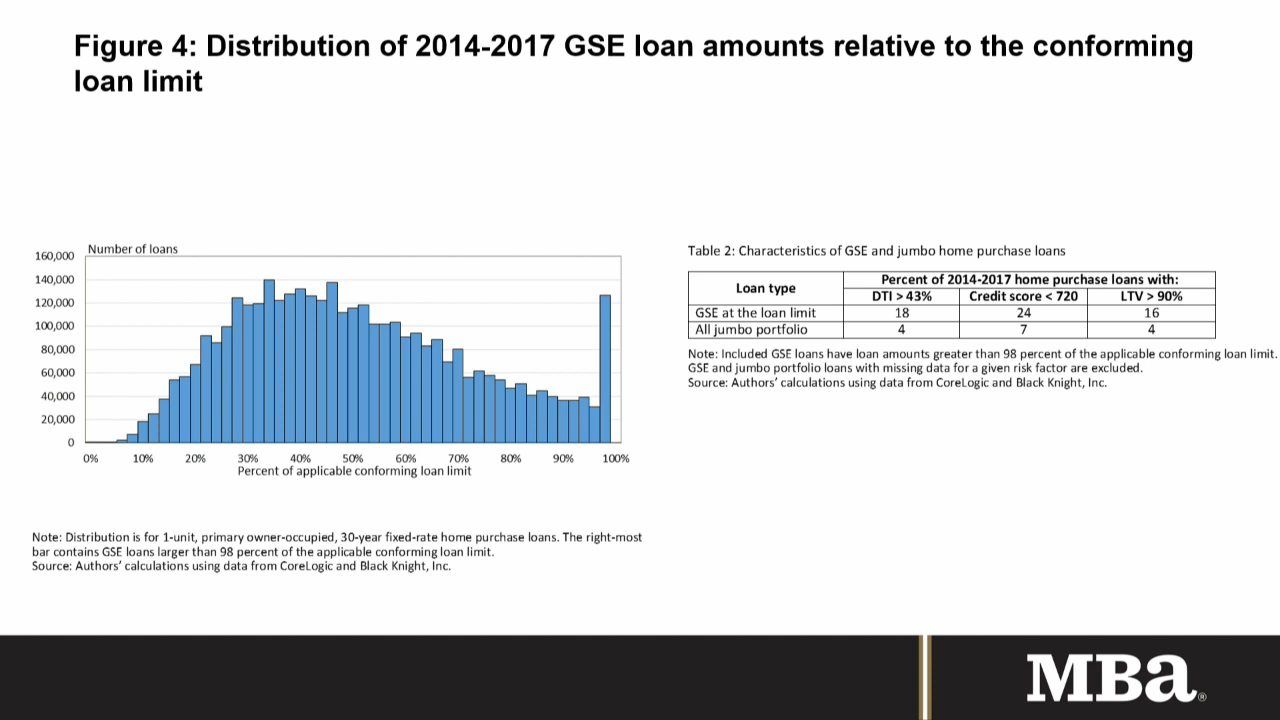 Figure 4: Distribution of 2014-2017 GSE loan amounts relative to the conforming
loan limit
Number of loans
160,000
140,000
120,000
100,000
80,000
60,000
40,000
20,000
0
0% 10% 20% 30% 40% 50% 60% 70% 80% 90% 100%
Percent of applicable conforming loan limit
Note: Distribution is for 1-unit, primary owner-occupied, 30-year fixed-rate home purchase loans. The right-most
bar contains GSE loans larger than 98 percent of the applicable conforming loan limit.
Source: Authors’ calculations using data from CoreLogic and Black Knight, Inc.
Table 2: Characteristics of GSE and jumbo home purchase loans
Loan type
Percent of 2014-2017 home purchase loans with:
DTI > 43% Credit score < 720 LTV > 90%
GSE at the loan limit 18 24 16
All jumbo portfolio 4 7 4
Note: Included GSE loans have loan amounts greater than 98 percent of the applicable conforming loan limit.
GSE and jumbo portfolio loans with missing data for a given risk factor are excluded.
Source: Authors’ calculations using data from CoreLogic and Black Knight, Inc.
MBa®